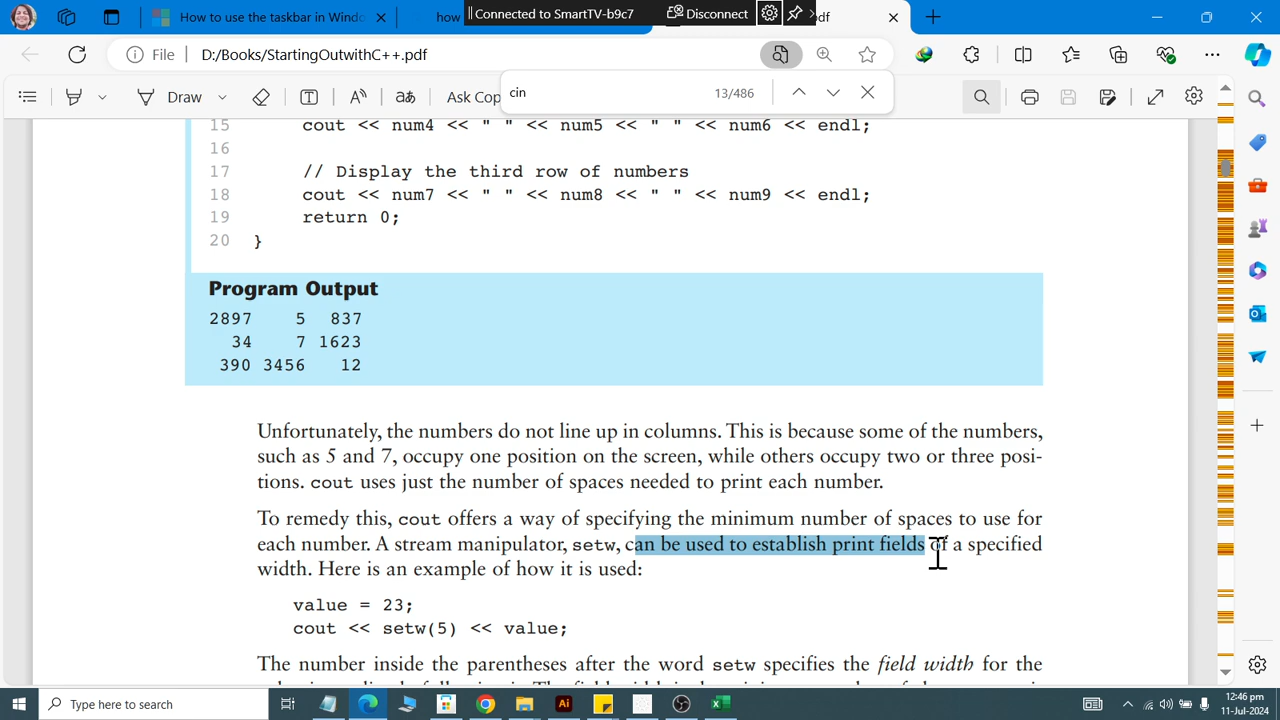 How to use the taskbar in Windo
how
Connected to SmartTV-b9c7
Disconnect
df
File
D:/Books/StartingOutwithC++.pdf
Draw
Ask Cop
cin
13/486
15 cout << num4 << " " << num5 << " " << num6 << endl;
16
17 // Display the third row of numbers
18 cout << num7 << " " << num8 << " " << num9 << endl;
19 return 0;
20 }
Program Output
2897 5 837
34 7 1623
390 3456 12
Unfortunately, the numbers do not line up in columns. This is because some of the numbers,
such as 5 and 7, occupy one position on the screen, while others occupy two or three posi-
tions. cout uses just the number of spaces needed to print each number.
To remedy this, cout offers a way of specifying the minimum number of spaces to use for
each number. A stream manipulator, setw, can be used to establish print fields of a specified
width. Here is an example of how it is used:
value = 23;
cout << setw(5) << value;
The number inside the parentheses after the word setw specifies the field width for the
Type here to search
12:46 pm
11-Jul-2024